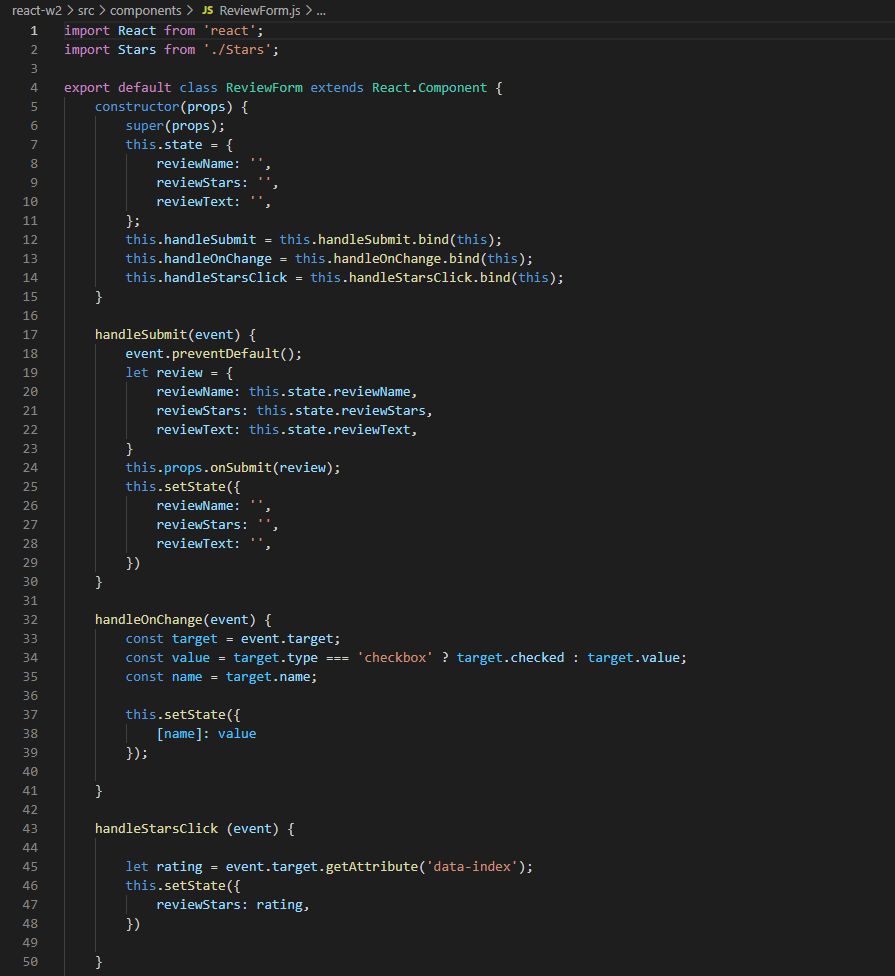 react-w2 > src > components > JS ReviewForm.js > ...
1 import React from 'react';
2 import Stars from './Stars';
3
4 export default class ReviewForm extends React.Component {
5     constructor(props) {
6         super(props);
7         this.state = {
8             reviewName: '',
9             reviewStars: '',
10             reviewText: '',
11         };
12         this.handleSubmit = this.handleSubmit.bind(this);
13         this.handleOnChange = this.handleOnChange.bind(this);
14         this.handleStarsClick = this.handleStarsClick.bind(this);
15     }
16
17     handleSubmit(event) {
18         event.preventDefault();
19         let review = {
20             reviewName: this.state.reviewName,
21             reviewStars: this.state.reviewStars,
22             reviewText: this.state.reviewText,
23         }
24         this.props.onSubmit(review);
25         this.setState({
26             reviewName: '',
27             reviewStars: '',
28             reviewText: '',
29         })
30     }
31
32     handleOnChange(event) {
33         const target = event.target;
34         const value = target.type === 'checkbox' ? target.checked : target.value;
35         const name = target.name;
36
37         this.setState({
38             [name]: value
39         });
40
41     }
42
43     handleStarsClick (event) {
44
45         let rating = event.target.getAttribute('data-index');
46         this.setState({
47             reviewStars: rating,
48         })
49
50     }